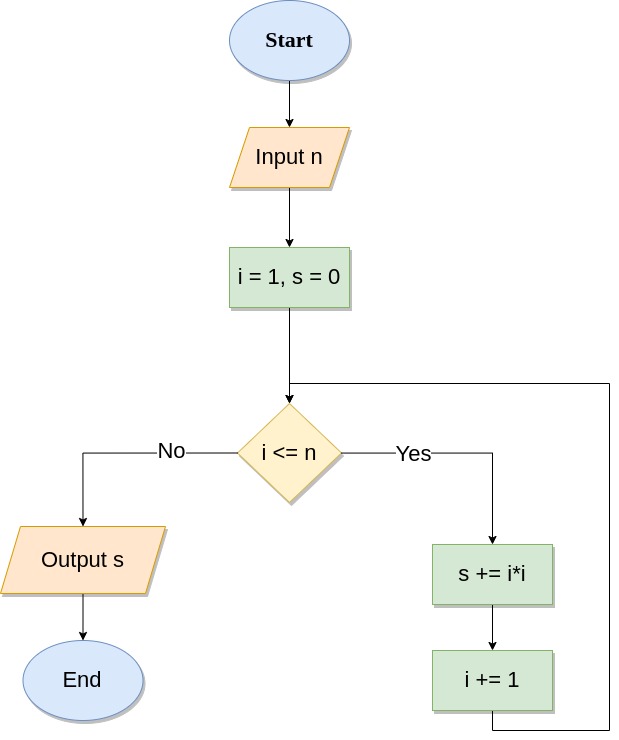 Start
Input n
i = 1, s = 0
i <= n
No
Yes
Output s
s += i*i
End
i += 1